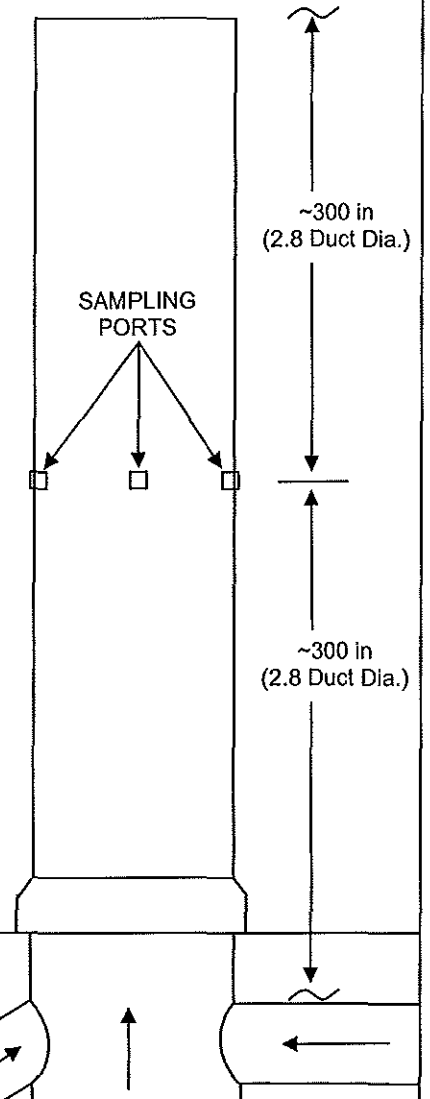 ~300 in
(2.8 Duct Dia.)
SAMPLING
PORTS
~300 in
(2.8 Duct Dia.)